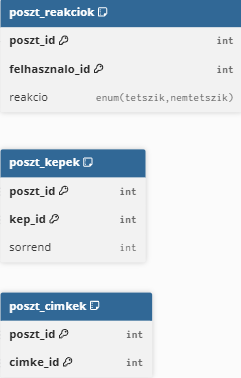 poszt_reakciok
poszt_id int
felhasznalo_id int
reakcio enum(tetszik,nemtetszik)
poszt_kepek
poszt_id int
kep_id int
sorrend int
poszt_cimkek
poszt_id int
cimke_id int